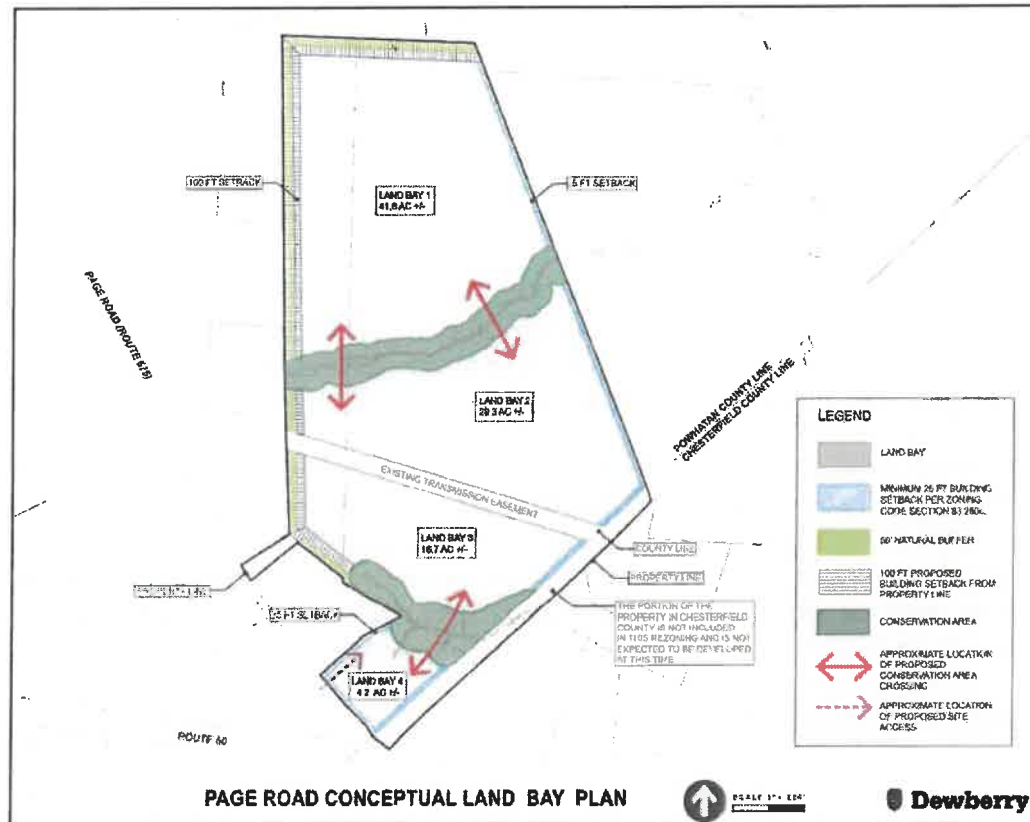 100 FT SETBACK
LAND BAY 1
41.8 AC +/-
PAGE ROAD (ROUTE 675)
LAND BAY 2
29.3 AC +/-
POWHATAN COUNTY LINE
CHESTERFIELD COUNTY LINE
EXISTING TRANSMISSION EASEMENT
LAND BAY 3
16.7 AC +/-
COUNTY LINE
PROPERTY LINE
THE PORTION OF THE
PROPERTY IN CHESTERFIELD
COUNTY IS NOT INCLUDED
IN THIS REZONING AND IS NOT
EXPECTED TO BE DEVELOPED
AT THIS TIME
FT SETBACK
FT SETBACK
LAND BAY 4
4.2 AC +/-
ROUTE 60
LEGEND
LAND BAY
MINIMUM 25 FT BUILDING
SETBACK PER ZONING
CODE SECTION
50' NATURAL BUFFER
100 FT PROPOSED
BUILDING SETBACK FROM
PROPERTY LINE
CONSERVATION AREA
APPROXIMATE LOCATION
OF PROPOSED
CONSERVATION AREA
CROSSING
APPROXIMATE LOCATION
OF PROPOSED SITE
ACCESS
PAGE ROAD CONCEPTUAL LAND BAY PLAN
SCALE
Dewberry